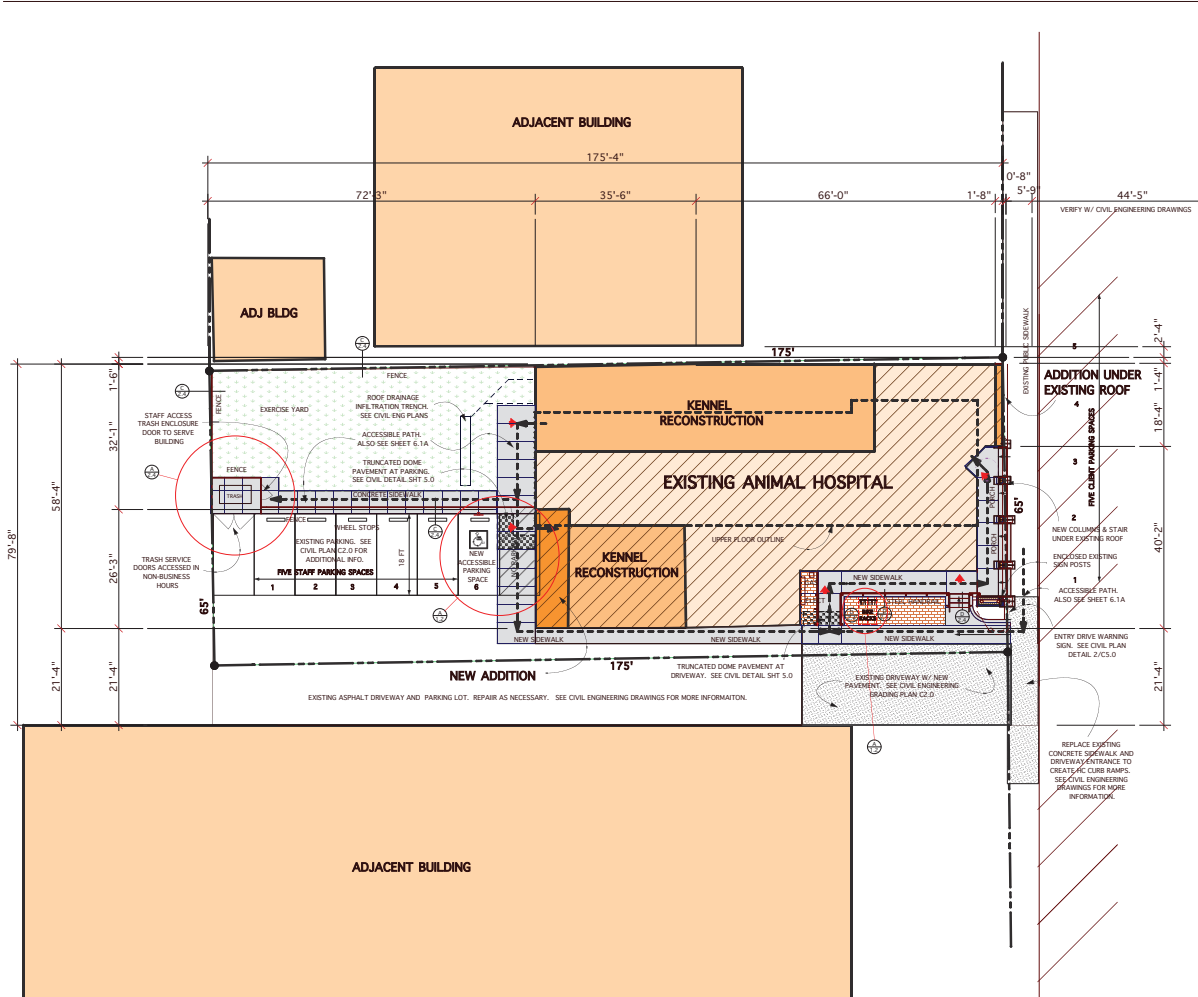 ADJACENT BUILDING
175'-4"
72'-3"
35'-6"
66'-0"
1'-8"
0'-8"
5'-9"
44'-5"
VERIFY W/ CIVIL ENGINEERING DRAWINGS
ADJ BLDG
EXISTING PUBLIC SIDEWALK
175'
2'-4"
1'-4"
18'-4"
40'-2"
21'-4"
79'-8"
58'-4"
21'-4"
1'-6"
32'-1"
26'-3"
21'-4"
FENCE
FENCE
EXERCISE YARD
ROOF DRAINAGE
INFILTRATION TRENCH.
SEE CIVIL ENG PLANS
ACCESSIBLE PATH.
ALSO SEE SHEET 6.1A
TRUNCATED DOME
PAVEMENT AT PARKING.
SEE CIVIL DETAIL SHT 5.0
STAFF ACCESS
TRASH ENCLOSURE
DOOR TO SERVE
BUILDING
FENCE
TRASH
CONCRETE SIDEWALK
FENCE
WHEEL STOPS
EXISTING PARKING. SEE
CIVIL PLAN C2.0 FOR
ADDITIONAL INFO.
FIVE STAFF PARKING SPACES
1
2
3
4
5
6
18 FT
NEW
ACCESSIBLE
PARKING
SPACE
TRASH SERVICE
DOORS ACCESSED IN
NON-BUSINESS
HOURS
65'
KENNEL
RECONSTRUCTION
EXISTING ANIMAL HOSPITAL
UPPER FLOOR OUTLINE
KENNEL
RECONSTRUCTION
PORCH
PORCH
65'
ADDITION UNDER
EXISTING ROOF
5
4
3
2
1
FIVE CLIENT PARKING SPACES
NEW COLUMNS & STAIR
UNDER EXISTING ROOF
ENCLOSED EXISTING
SIGN POSTS
ACCESSIBLE PATH.
ALSO SEE SHEET 6.1A
ENTRY DRIVE WARNING
SIGN. SEE CIVIL PLAN
DETAIL 2/C5.0
NEW SIDEWALK
NEW SIDEWALK
NEW SIDEWALK
NEW SIDEWALK
NEW ADDITION
175'
TRUNCATED DOME PAVEMENT AT
DRIVEWAY. SEE CIVIL DETAIL SHT 5.0
EXISTING DRIVEWAY W/ NEW
PAVEMENT. SEE CIVIL ENGINEERING
GRADING PLAN C2.0
EXISTING ASPHALT DRIVEWAY AND PARKING LOT. REPAIR AS NECESSARY. SEE CIVIL ENGINEERING DRAWINGS FOR MORE INFORMAITON.
REPLACE EXISTING
CONCRETE SIDEWALK AND
DRIVEWAY ENTRANCE TO
CREATE HC CURB RAMPS.
SEE CIVIL ENGINEERING
DRAWINGS FOR MORE
INFORMATION.
ADJACENT BUILDING